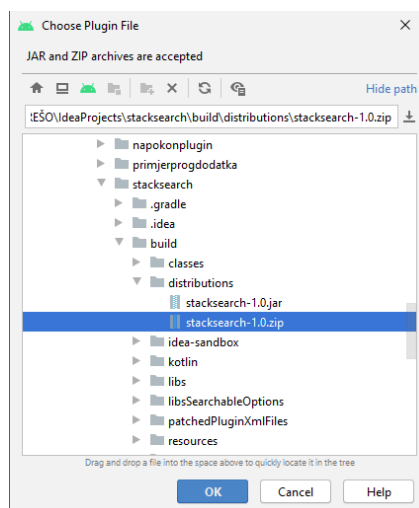 Choose Plugin File
JAR and ZIP archives are accepted
Hide path
:EŠO\IdeaProjects\stacksearch\build\distributions\stacksearch-1.0.zip
napokonplugin
primjerprogdodatka
stacksearch
.gradle
.idea
build
classes
distributions
stacksearch-1.0.jar
stacksearch-1.0.zip
idea-sandbox
kotlin
libs
libsSearchableOptions
patchedPluginXmlFiles
resources
Drag and drop a file into the space above to quickly locate it in the tree
OK Cancel Help